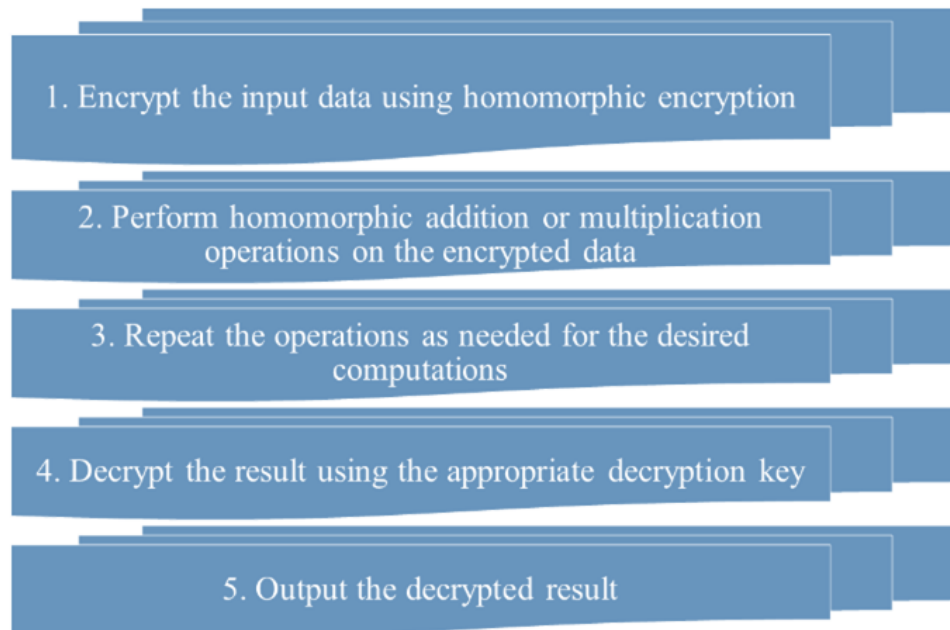 1. Encrypt the input data using homomorphic encryption
2. Perform homomorphic addition or multiplication
operations on the encrypted data
3. Repeat the operations as needed for the desired
computations
4. Decrypt the result using the appropriate decryption key
5. Output the decrypted result